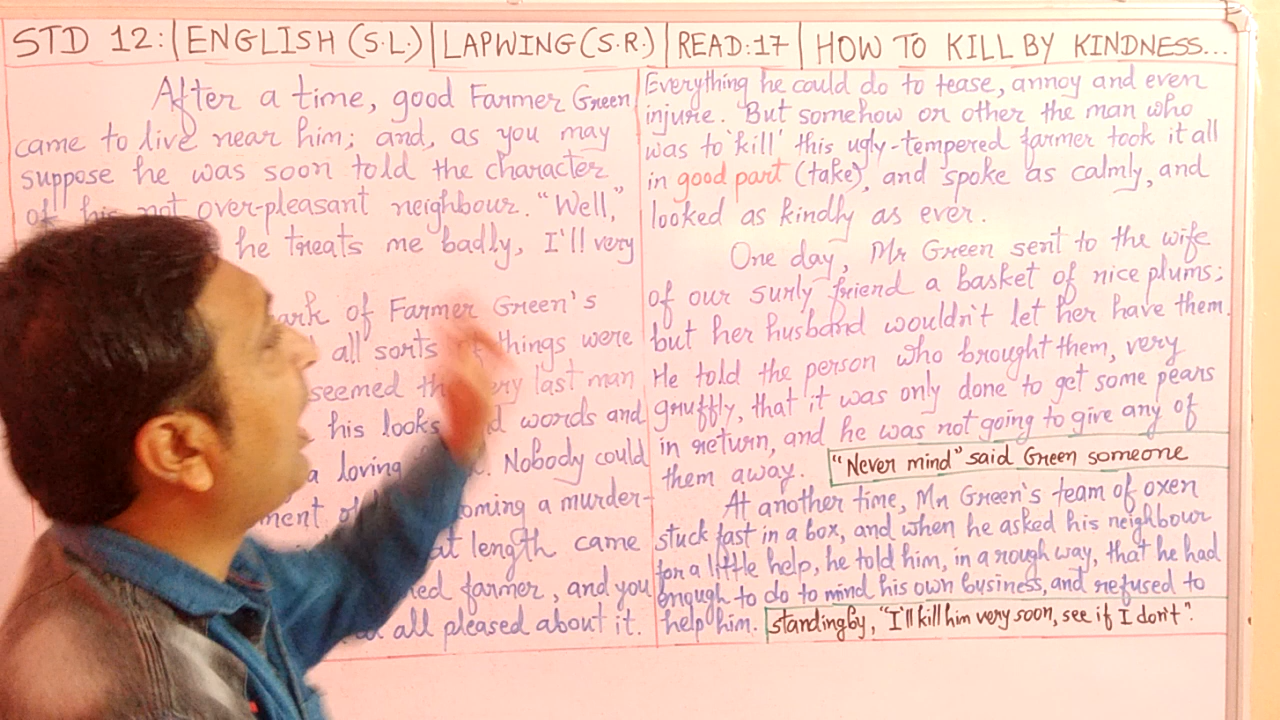 STD 12: | ENGLISH (S.L.) | LAPWING (S.R.) | READ: 17 | HOW TO KILL BY KINDNESS...
After a time, good Farmer Green
came to live near him; and, as you may
suppose he was soon told the character
of his not over-pleasant neighbour. "Well,"
he treats me badly, I'll very
of Farmer Green's
all sorts things were
seemed last man
his looks words and
a loving Nobody could
a murder-
at length came
farmer, and you
all pleased about it.
Everything he could do to tease, annoy and even
injure. But somehow or other the man who
was to 'kill' this ugly-tempered farmer took it all
in good part (take), and spoke as calmly, and
looked as kindly as ever.
One day, Mr Green sent to the wife
of our surly friend a basket of nice plums;
but her husband wouldn't let her have them.
He told the person who brought them, very
gruffly, that it was only done to get some pears
in return, and he was not going to give any of
them away. "Never mind" said Green someone
At another time, Mr Green's team of oxen
stuck fast in a box, and when he asked his neighbour
for a little help, he told him, in a rough way, that he had
enough to do to mind his own business, and refused to
help him. standing by, "I'll kill him very soon, see if I don't".